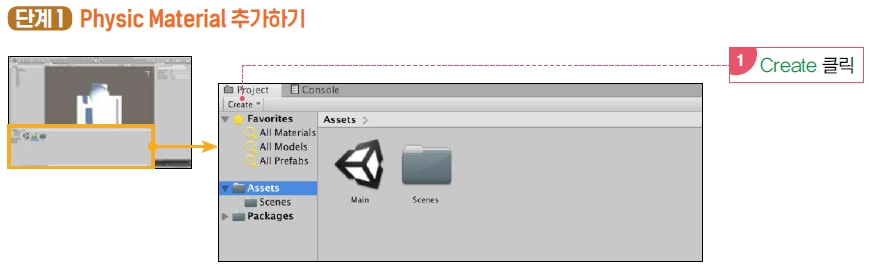 단계1 Physic Material 추가하기
1 Create 클릭
Project Console
Create
Favorites
All Materials
All Models
All Prefabs
Assets
Scenes
Packages
Assets
Main Scenes